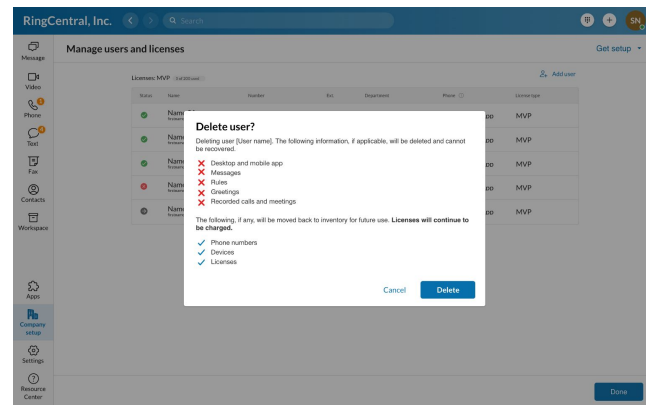 RingCentral, Inc.
Search
SN
Message
Video
Phone
Text
Fax
Contacts
Workspace
Apps
Company setup
Settings
Resource Center
Manage users and licenses
Get setup
Licenses: MVP
Add user
Status Name Number Ext. Department Phone License type
Name
MVP
Name
MVP
Name
MVP
Name
MVP
Name
MVP
Delete user?
Deleting user [User name]. The following information, if applicable, will be deleted and cannot
be recovered.
Desktop and mobile app
Messages
Rules
Greetings
Recorded calls and meetings
The following, if any, will be moved back to inventory for future use. Licenses will continue to
be charged.
Phone numbers
Devices
Licenses
Cancel
Delete
Done